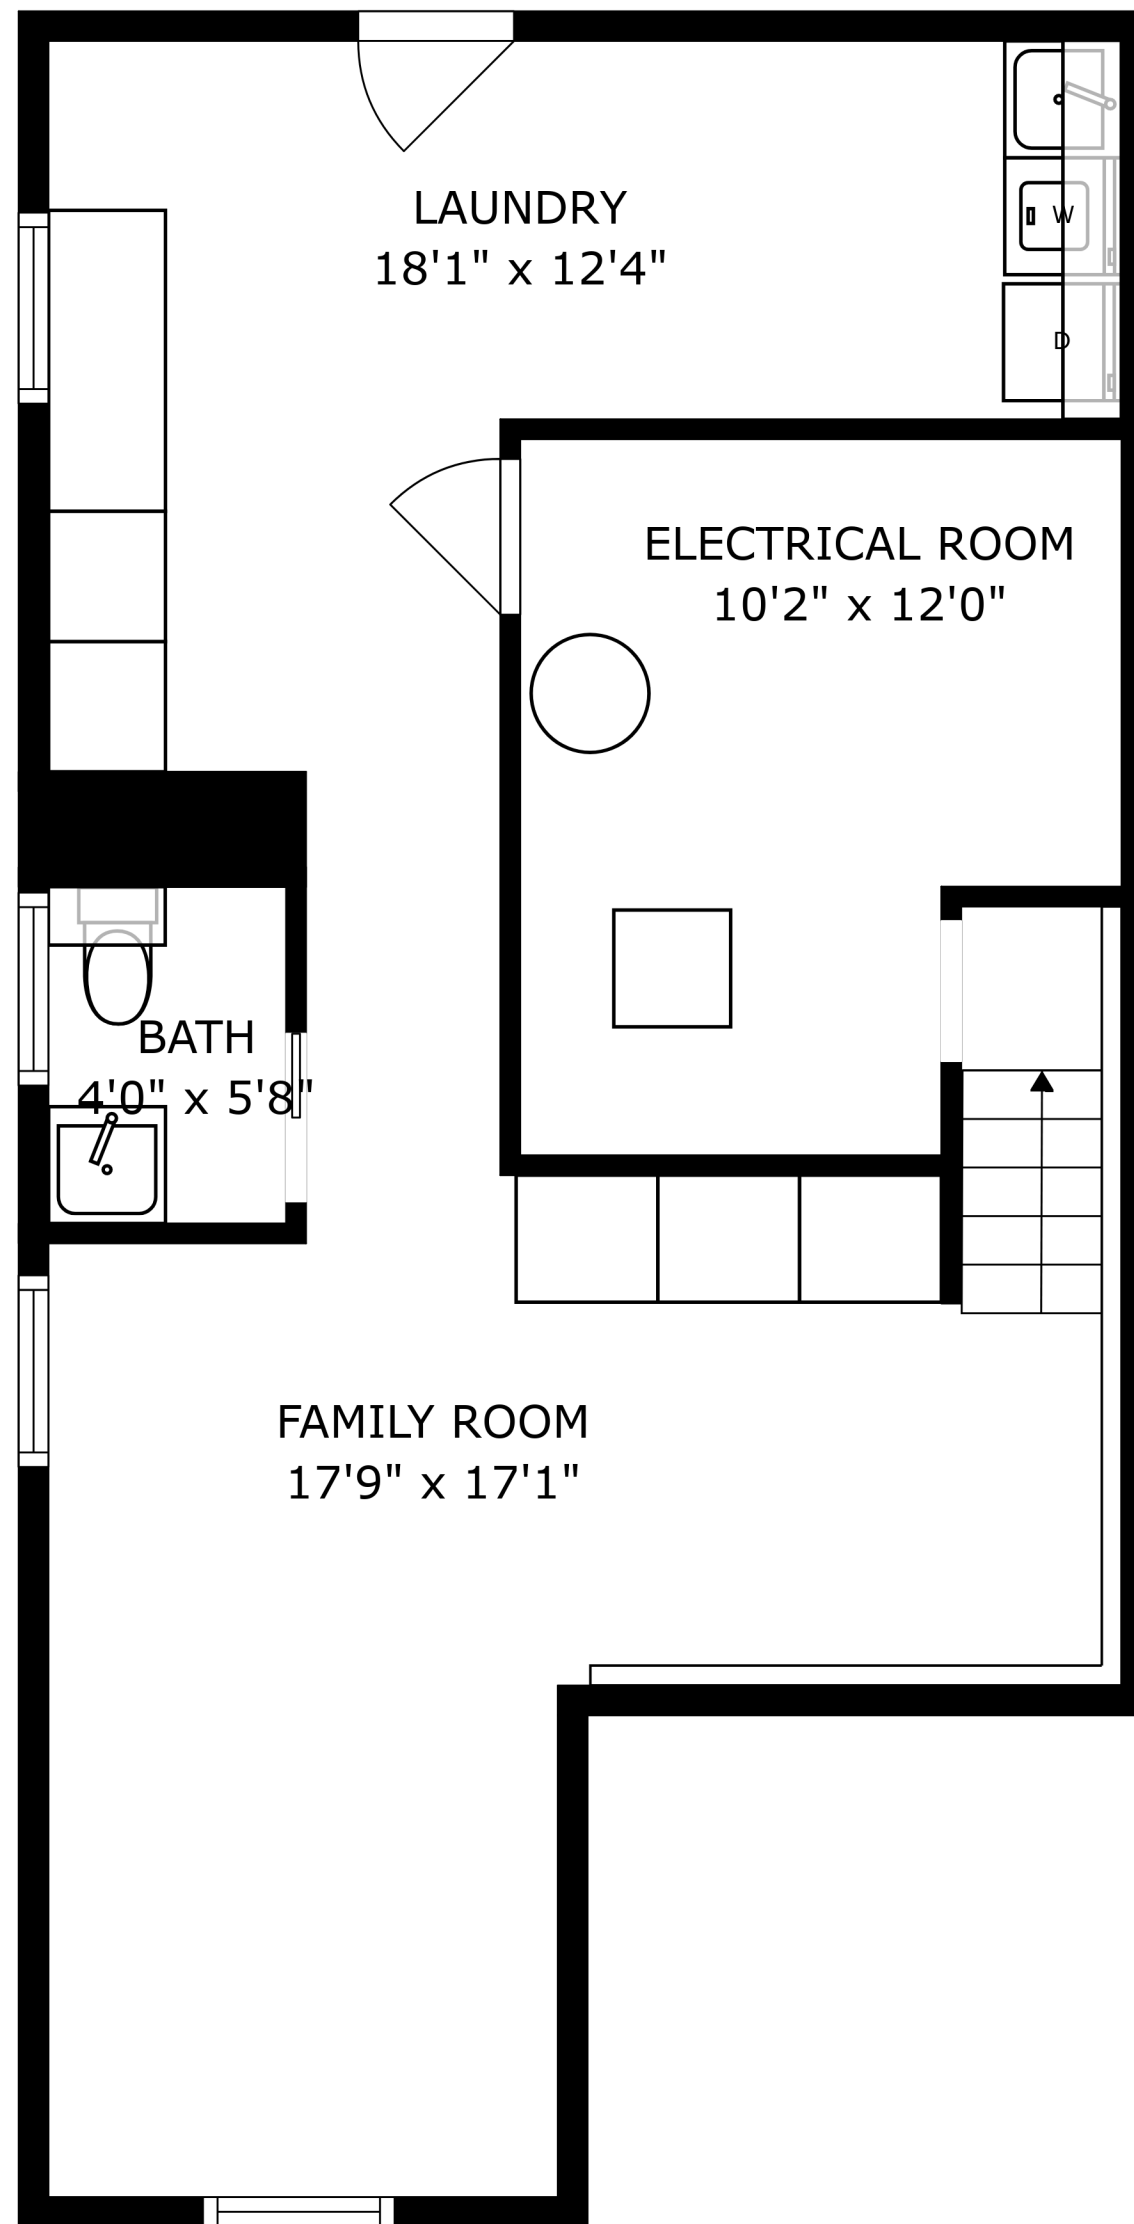 LAUNDRY
18'1" x 12'4"
W
D
ELECTRICAL ROOM
10'2" x 12'0"
BATH
4'0" x 5'8"
FAMILY ROOM
17'9" x 17'1"